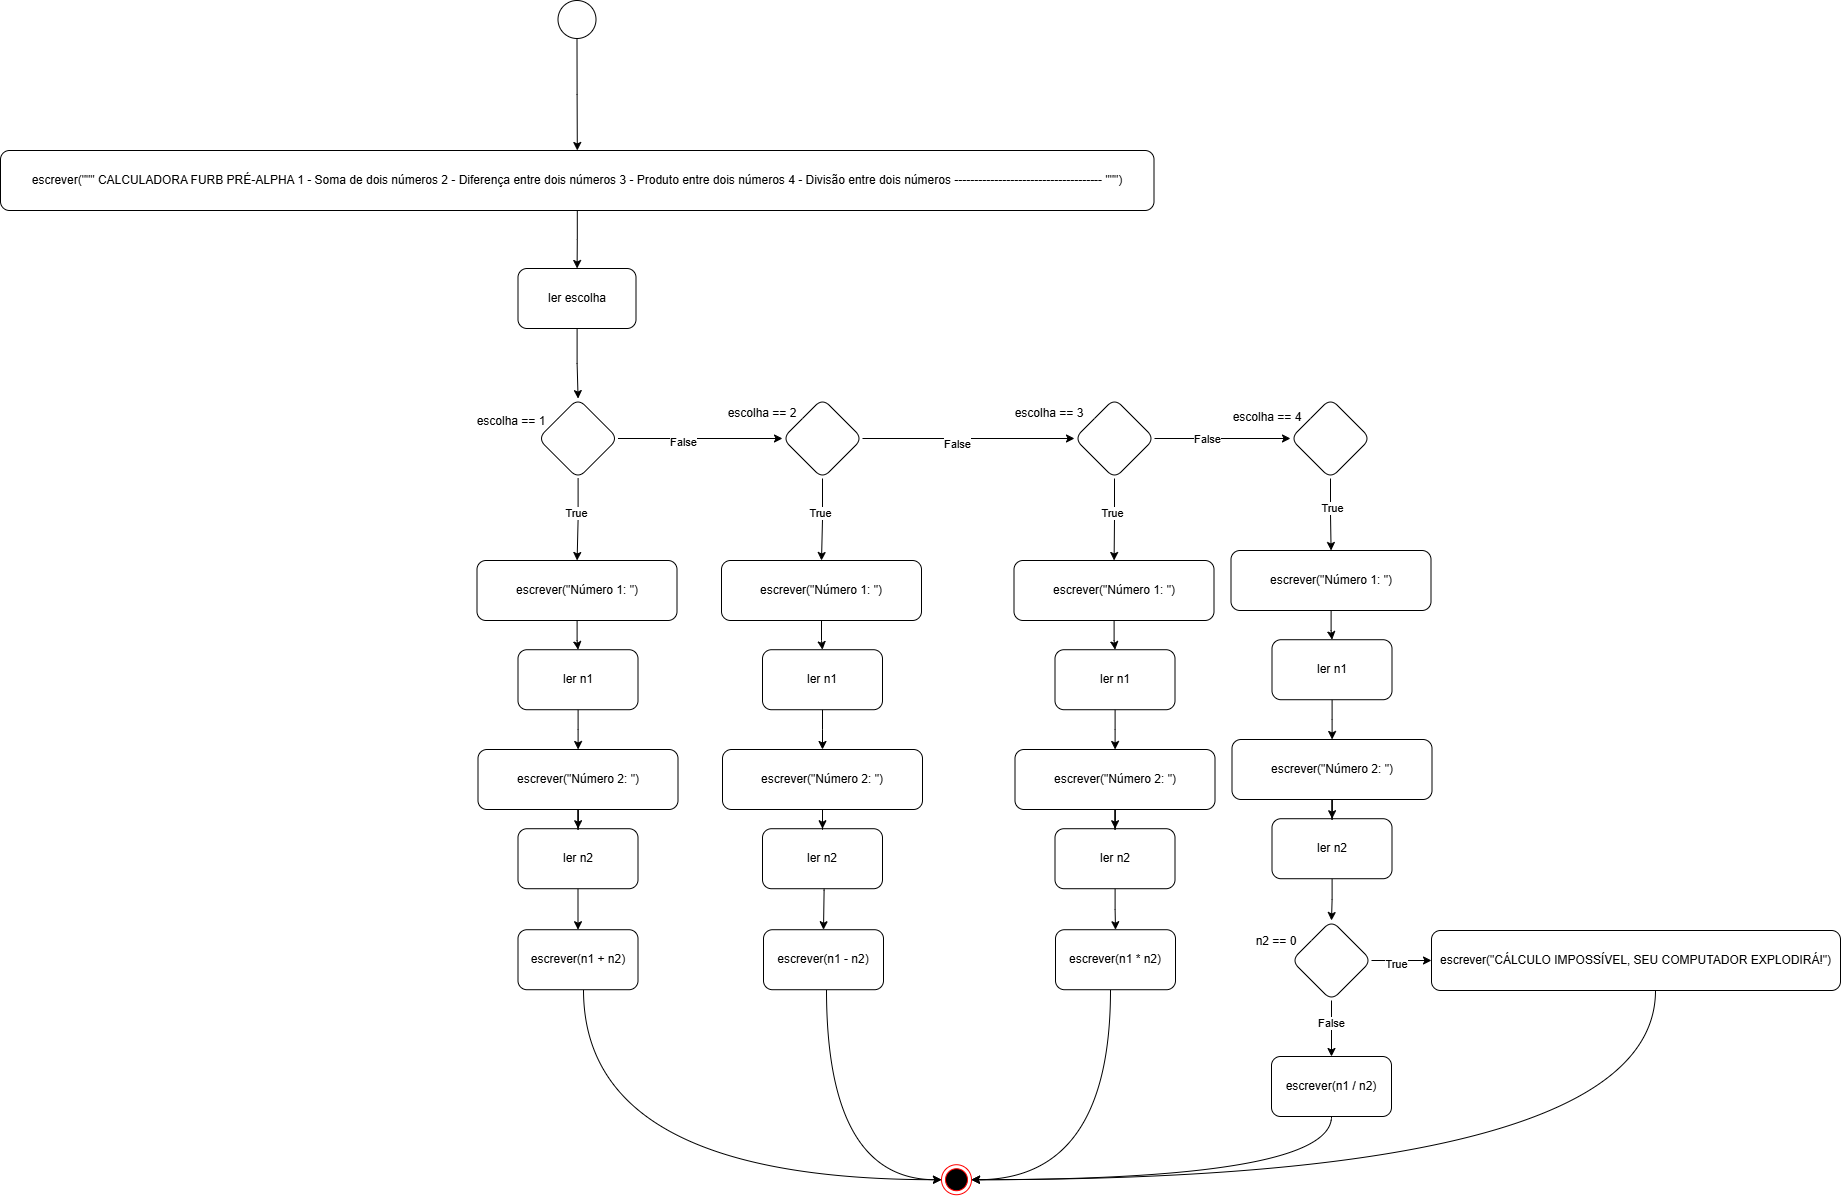 escrever(""" CALCULADORA FURB PRÉ-ALPHA 1 - Soma de dois números 2 - Diferença entre dois números 3 - Produto entre dois números 4 - Divisão entre dois números ------------------------------------- """)
ler escolha
escolha == 1
False
escolha == 2
False
escolha == 3
False
escolha == 4
True
True
True
True
escrever("Número 1: ")
escrever("Número 1: ")
escrever("Número 1: ")
escrever("Número 1: ")
ler n1
ler n1
ler n1
ler n1
escrever("Número 2: ")
escrever("Número 2: ")
escrever("Número 2: ")
escrever("Número 2: ")
ler n2
ler n2
ler n2
ler n2
escrever(n1 + n2)
escrever(n1 - n2)
escrever(n1 * n2)
n2 == 0
True
escrever("CÁLCULO IMPOSSÍVEL, SEU COMPUTADOR EXPLODIRÁ!")
False
escrever(n1 / n2)